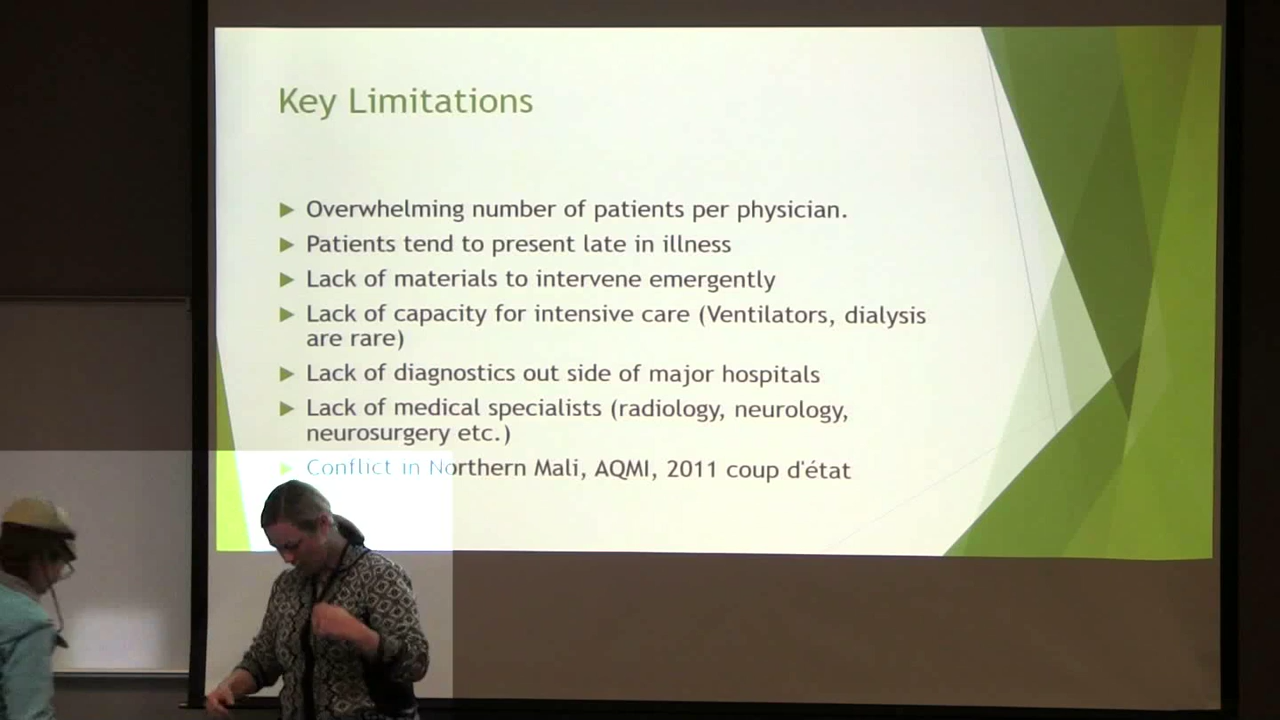 Key Limitations
Overwhelming number of patients per physician.
Patients tend to present late in illness
Lack of materials to intervene emergently
Lack of capacity for intensive care (Ventilators, dialysis
are rare)
Lack of diagnostics out side of major hospitals
Lack of medical specialists (radiology, neurology,
neurosurgery etc.)
Conflict in Northern Mali, AQMI, 2011 coup d'état